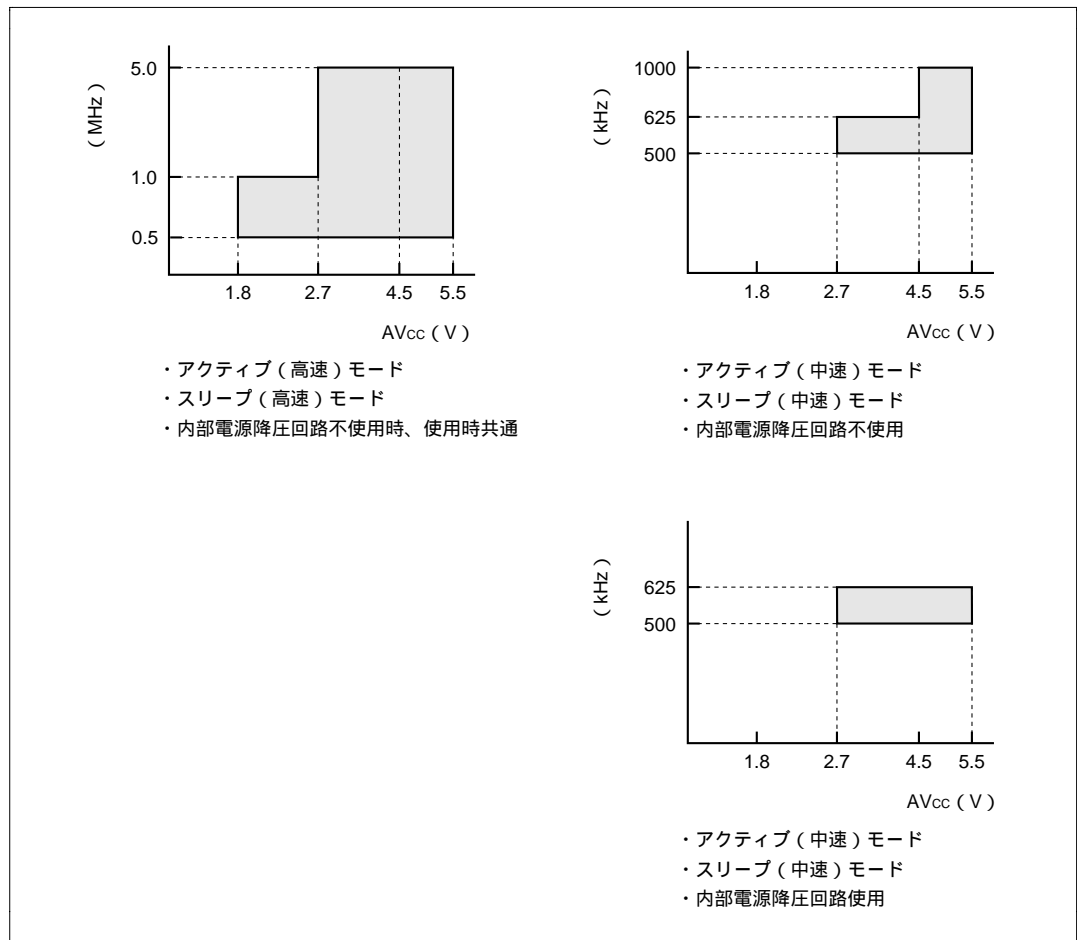 5.0
(MHz)
1.0
0.5
1.8 2.7 4.5 5.5
AVcc(V)
・アクティブ(高速)モード
・スリープ(高速)モード
・内部電源降圧回路不使用時、使用時共通
1000
(kHz)
625
500
1.8 2.7 4.5 5.5
AVcc(V)
・アクティブ(中速)モード
・スリープ(中速)モード
・内部電源降圧回路不使用
(kHz)
625
500
1.8 2.7 4.5 5.5
AVcc(V)
・アクティブ(中速)モード
・スリープ(中速)モード
・内部電源降圧回路使用